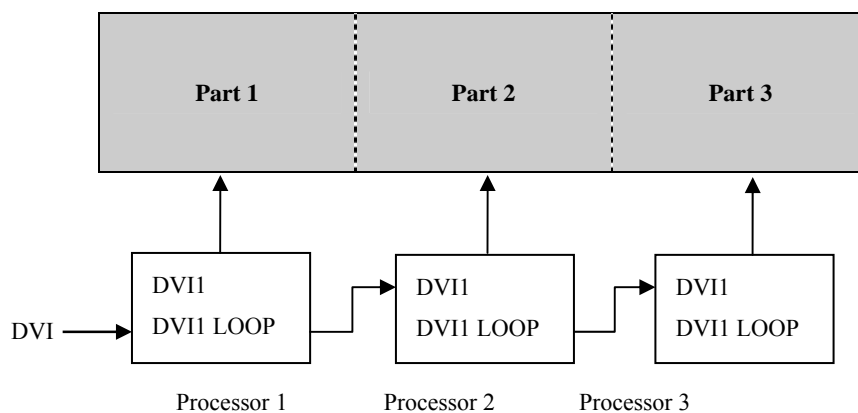 Part 1
Part 2
Part 3
DVI
DVI1
DVI1 LOOP
DVI1
DVI1 LOOP
DVI1
DVI1 LOOP
Processor 1
Processor 2
Processor 3